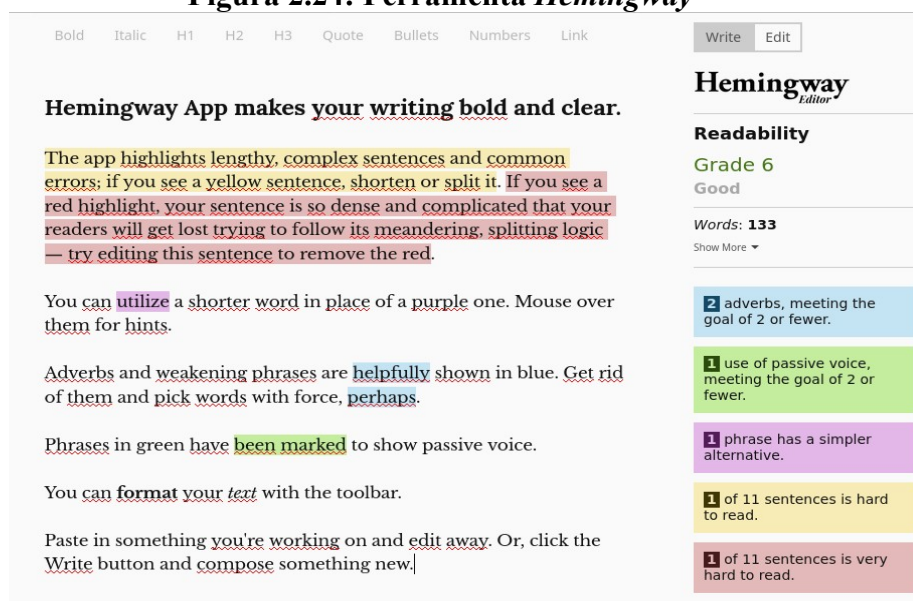 Figura 2.24: Ferramenta Hemingway
Bold Italic H1 H2 H3 Quote Bullets Numbers Link
Hemingway App makes your writing bold and clear.
The app highlights lengthy, complex sentences and common
errors; if you see a yellow sentence, shorten or split it. If you see a
red highlight, your sentence is so dense and complicated that your
readers will get lost trying to follow its meandering, splitting logic
— try editing this sentence to remove the red.
You can utilize a shorter word in place of a purple one. Mouse over
them for hints.
Adverbs and weakening phrases are helpfully shown in blue. Get rid
of them and pick words with force, perhaps.
Phrases in green have been marked to show passive voice.
You can format your text with the toolbar.
Paste in something you're working on and edit away. Or, click the
Write button and compose something new.
Write Edit
Hemingway
Editor
Readability
Grade 6
Good
Words: 133
Show More
2 adverbs, meeting the
goal of 2 or fewer.
1 use of passive voice,
meeting the goal of 2 or
fewer.
1 phrase has a simpler
alternative.
1 of 11 sentences is hard
to read.
1 of 11 sentences is very
hard to read.